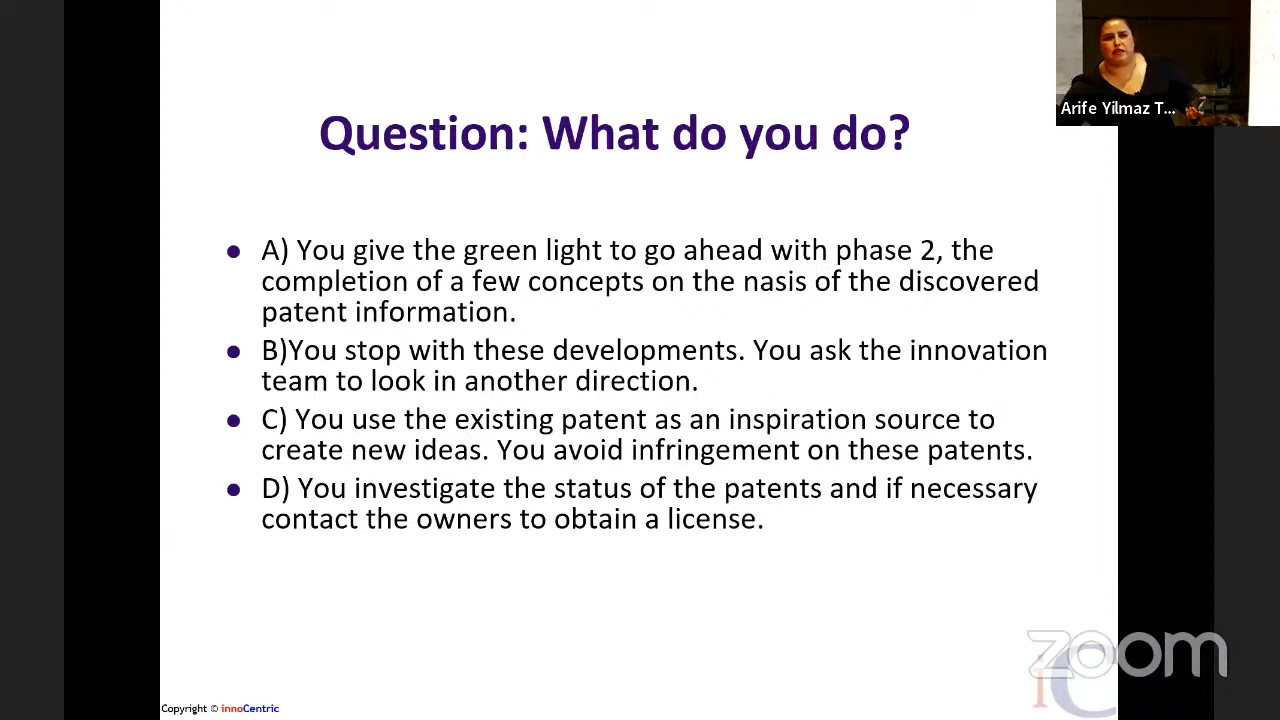 Arife Yilmaz T...
Question: What do you do?
● A) You give the green light to go ahead with phase 2, the
completion of a few concepts on the nasis of the discovered
patent information.
● B)You stop with these developments. You ask the innovation
team to look in another direction.
● C) You use the existing patent as an inspiration source to
create new ideas. You avoid infringement on these patents.
● D) You investigate the status of the patents and if necessary
contact the owners to obtain a license.
zoom
iC
Copyright © innoCentric